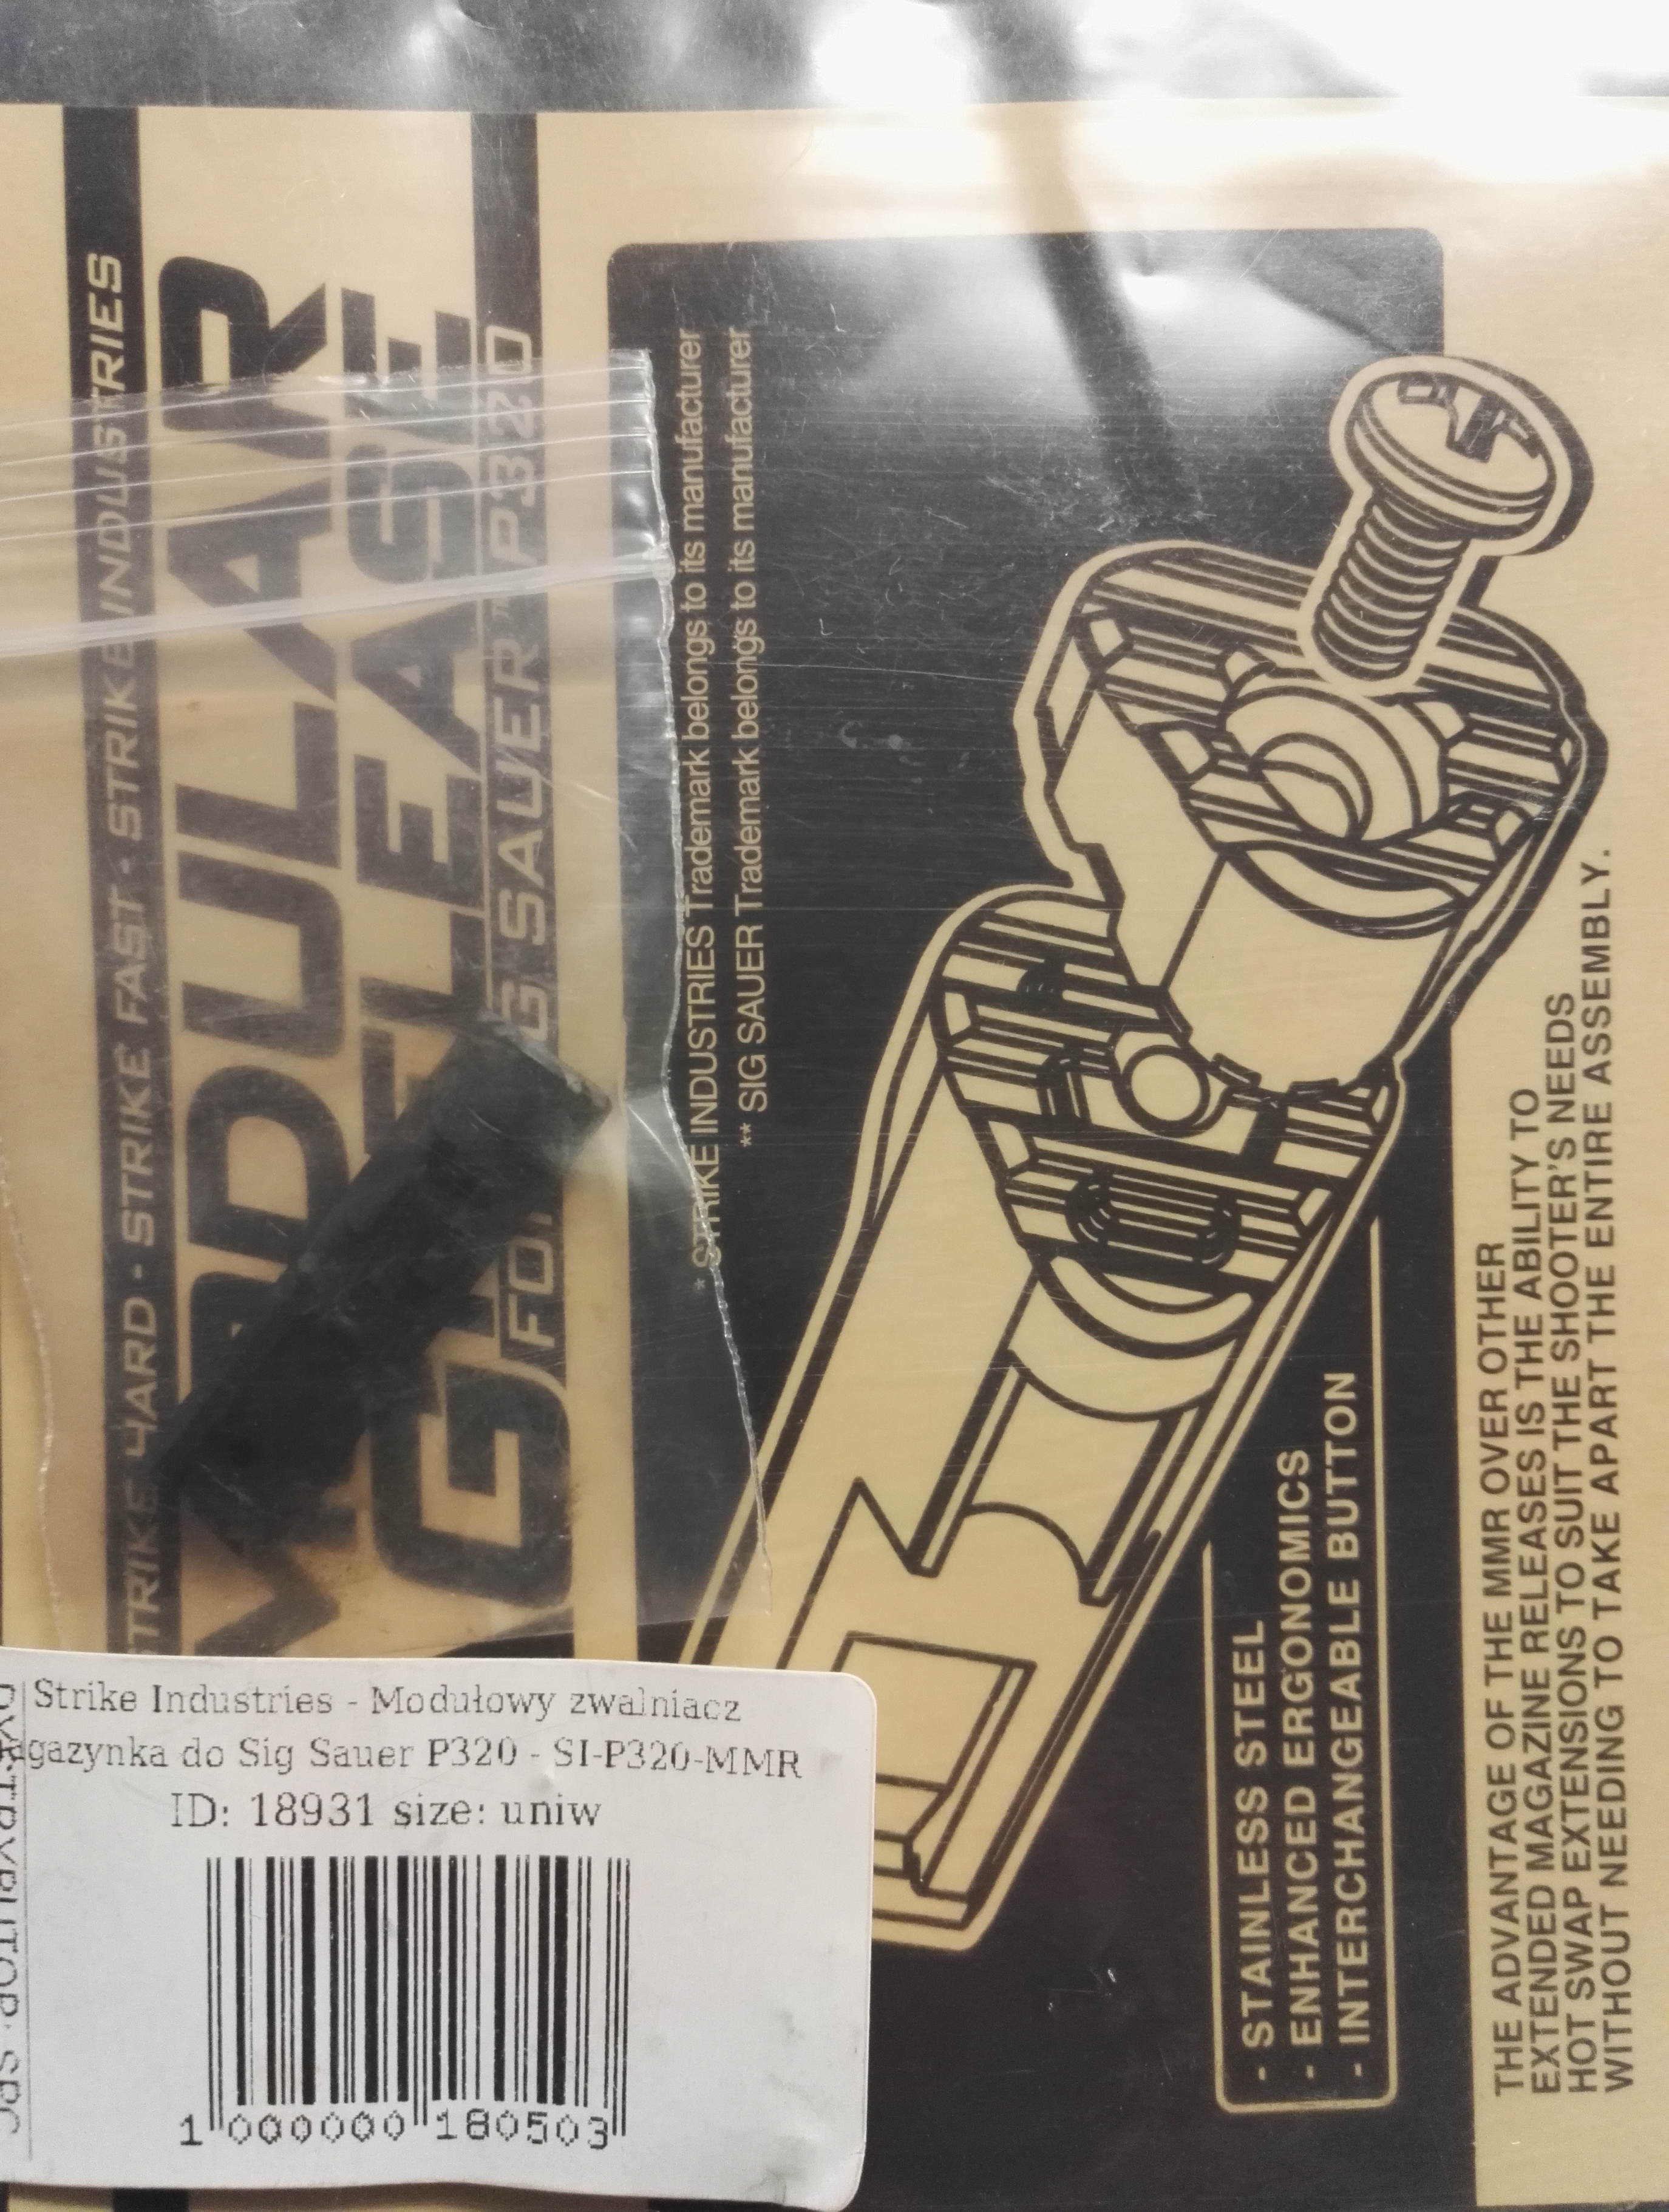 STRIKE HARD · STRIKE FAST · STRIKE INDUSTRIES
MODULAR
RELEASE
FOR SIG SAUER™ P320
* STRIKE INDUSTRIES Trademark belongs to its manufacturer
** SIG SAUER Trademark belongs to its manufacturer
- STAINLESS STEEL
- ENHANCED ERGONOMICS
- INTERCHANGEABLE BUTTON
THE ADVANTAGE OF THE MMR OVER OTHER
EXTENDED MAGAZINE RELEASES IS THE ABILITY TO
HOT SWAP EXTENSIONS TO SUIT THE SHOOTER'S NEEDS
WITHOUT NEEDING TO TAKE APART THE ENTIRE ASSEMBLY.
Strike Industries - Modułowy zwalniacz
agazynka do Sig Sauer P320 - SI-P320-MMR
ID: 18931 size: uniw
1 000000 180503